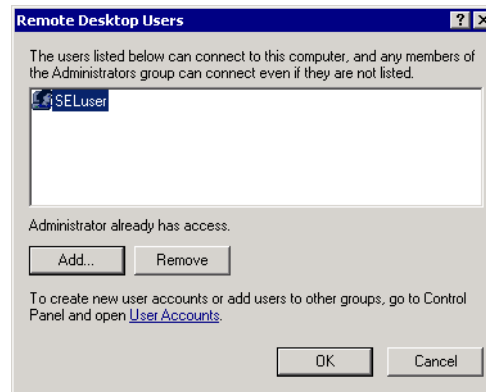 Remote Desktop Users
The users listed below can connect to this computer, and any members of
the Administrators group can connect even if they are not listed.
SELuser
Administrator already has access.
Add... Remove
To create new user accounts or add users to other groups, go to Control
Panel and open User Accounts.
OK Cancel